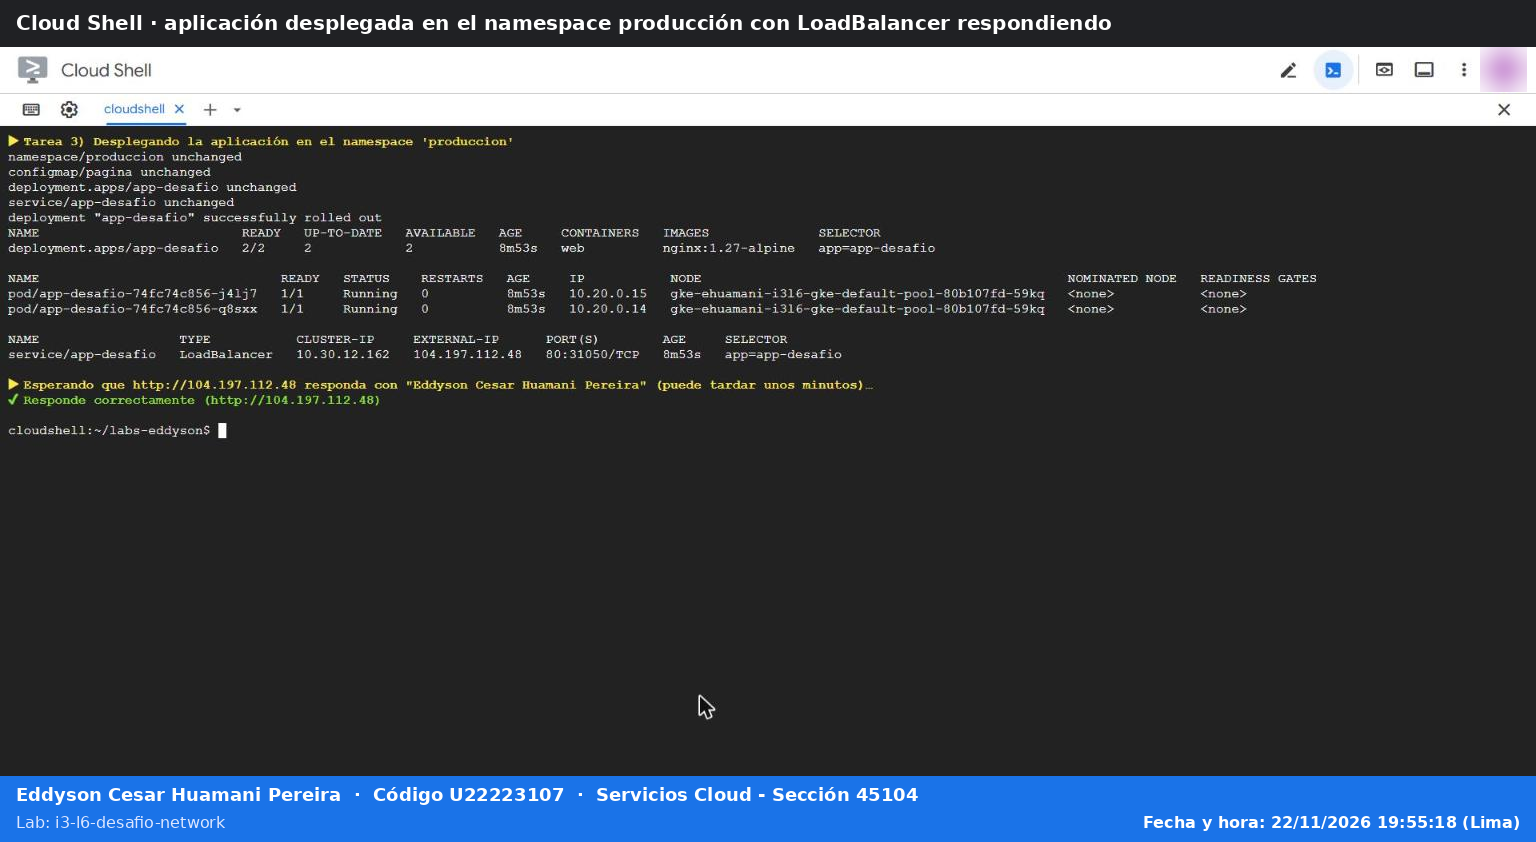 Cloud Shell · aplicación desplegada en el namespace producción con LoadBalancer respondiendo
Cloud Shell
cloudshell
▶ Tarea 3) Desplegando la aplicación en el namespace 'produccion'
namespace/produccion unchanged
configmap/pagina unchanged
deployment.apps/app-desafio unchanged
service/app-desafio unchanged
deployment "app-desafio" successfully rolled out
NAME READY UP-TO-DATE AVAILABLE AGE CONTAINERS IMAGES SELECTOR
deployment.apps/app-desafio 2/2 2 2 8m53s web nginx:1.27-alpine app=app-desafio
NAME READY STATUS RESTARTS AGE IP NODE NOMINATED NODE READINESS GATES
pod/app-desafio-74fc74c856-j4lj7 1/1 Running 0 8m53s 10.20.0.15 gke-ehuamani-i3l6-gke-default-pool-80b107fd-59kq <none> <none>
pod/app-desafio-74fc74c856-q8sxx 1/1 Running 0 8m53s 10.20.0.14 gke-ehuamani-i3l6-gke-default-pool-80b107fd-59kq <none> <none>
NAME TYPE CLUSTER-IP EXTERNAL-IP PORT(S) AGE SELECTOR
service/app-desafio LoadBalancer 10.30.12.162 104.197.112.48 80:31050/TCP 8m53s app=app-desafio
▶ Esperando que http://104.197.112.48 responda con "Eddyson Cesar Huamani Pereira" (puede tardar unos minutos)…
✔ Responde correctamente (http://104.197.112.48)
cloudshell:~/labs-eddyson$
Eddyson Cesar Huamani Pereira · Código U22223107 · Servicios Cloud - Sección 45104
Lab: i3-l6-desafio-network
Fecha y hora: 22/11/2026 19:55:18 (Lima)